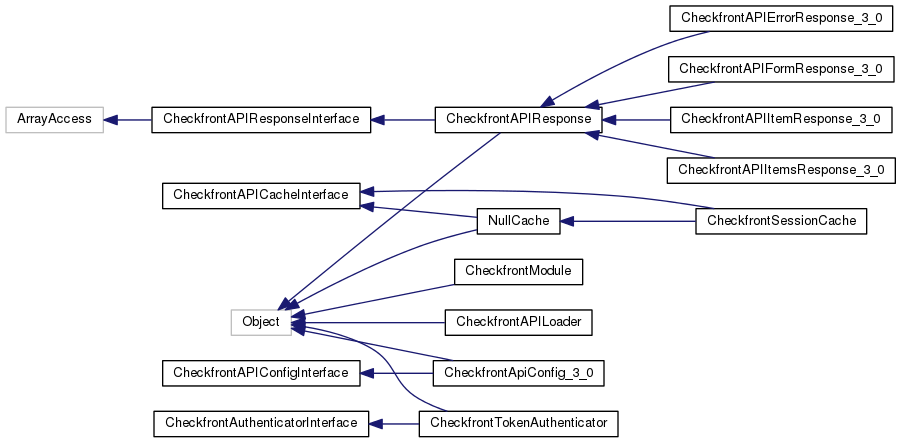 CheckfrontAPIErrorResponse_3_0
CheckfrontAPIFormResponse_3_0
ArrayAccess
CheckfrontAPIResponseInterface
CheckfrontAPIResponse
CheckfrontAPIItemResponse_3_0
CheckfrontAPIItemsResponse_3_0
CheckfrontAPICacheInterface
NullCache
CheckfrontSessionCache
CheckfrontModule
Object
CheckfrontAPILoader
CheckfrontAPIConfigInterface
CheckfrontApiConfig_3_0
CheckfrontAuthenticatorInterface
CheckfrontTokenAuthenticator